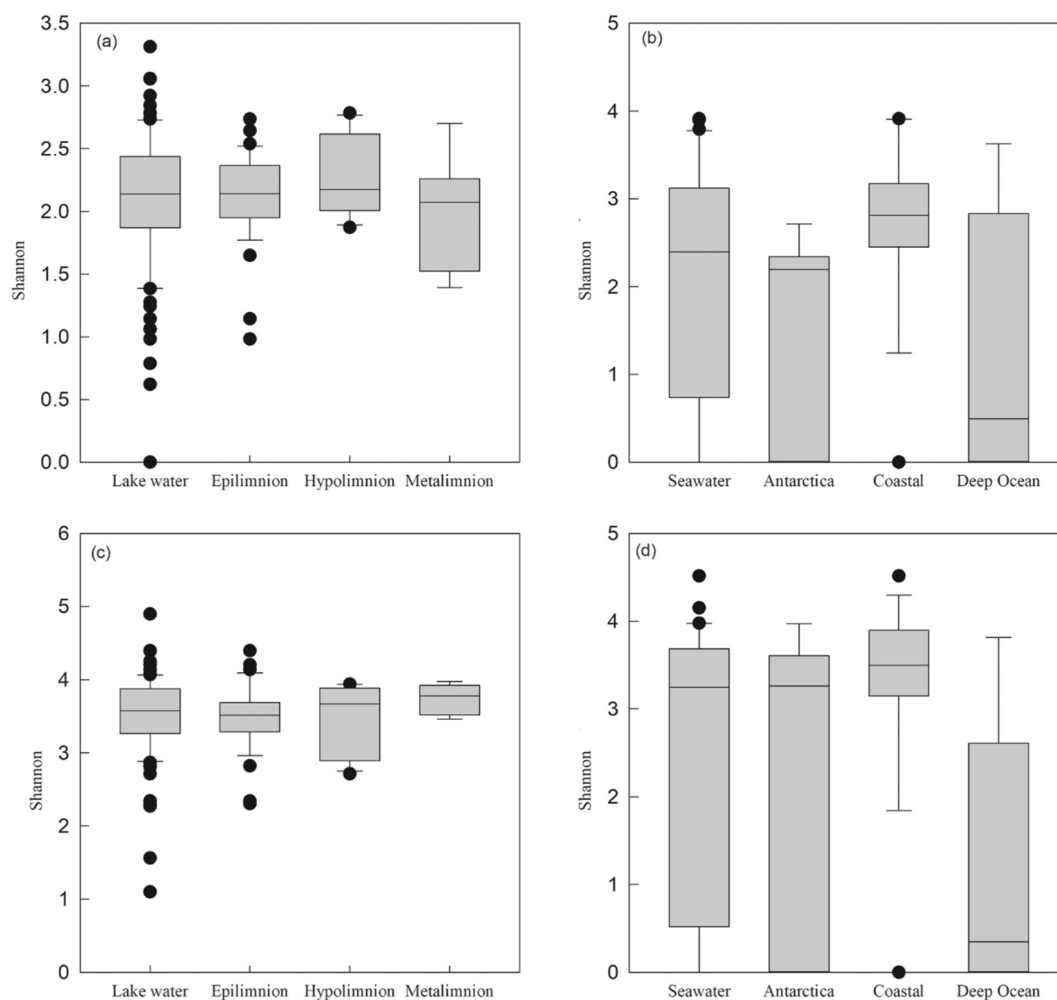 (a)
3.5
3.0
2.5
2.0
1.5
1.0
0.5
0.0
Shannon
Lake water Epilimnion Hypolimnion Metalimnion
(b)
5
4
3
2
1
0
Shannon
Seawater Antarctica Coastal Deep Ocean
(c)
6
5
4
3
2
1
0
Shannon
Lake water Epilimnion Hypolimnion Metalimnion
(d)
5
4
3
2
1
0
Shannon
Seawater Antarctica Coastal Deep Ocean